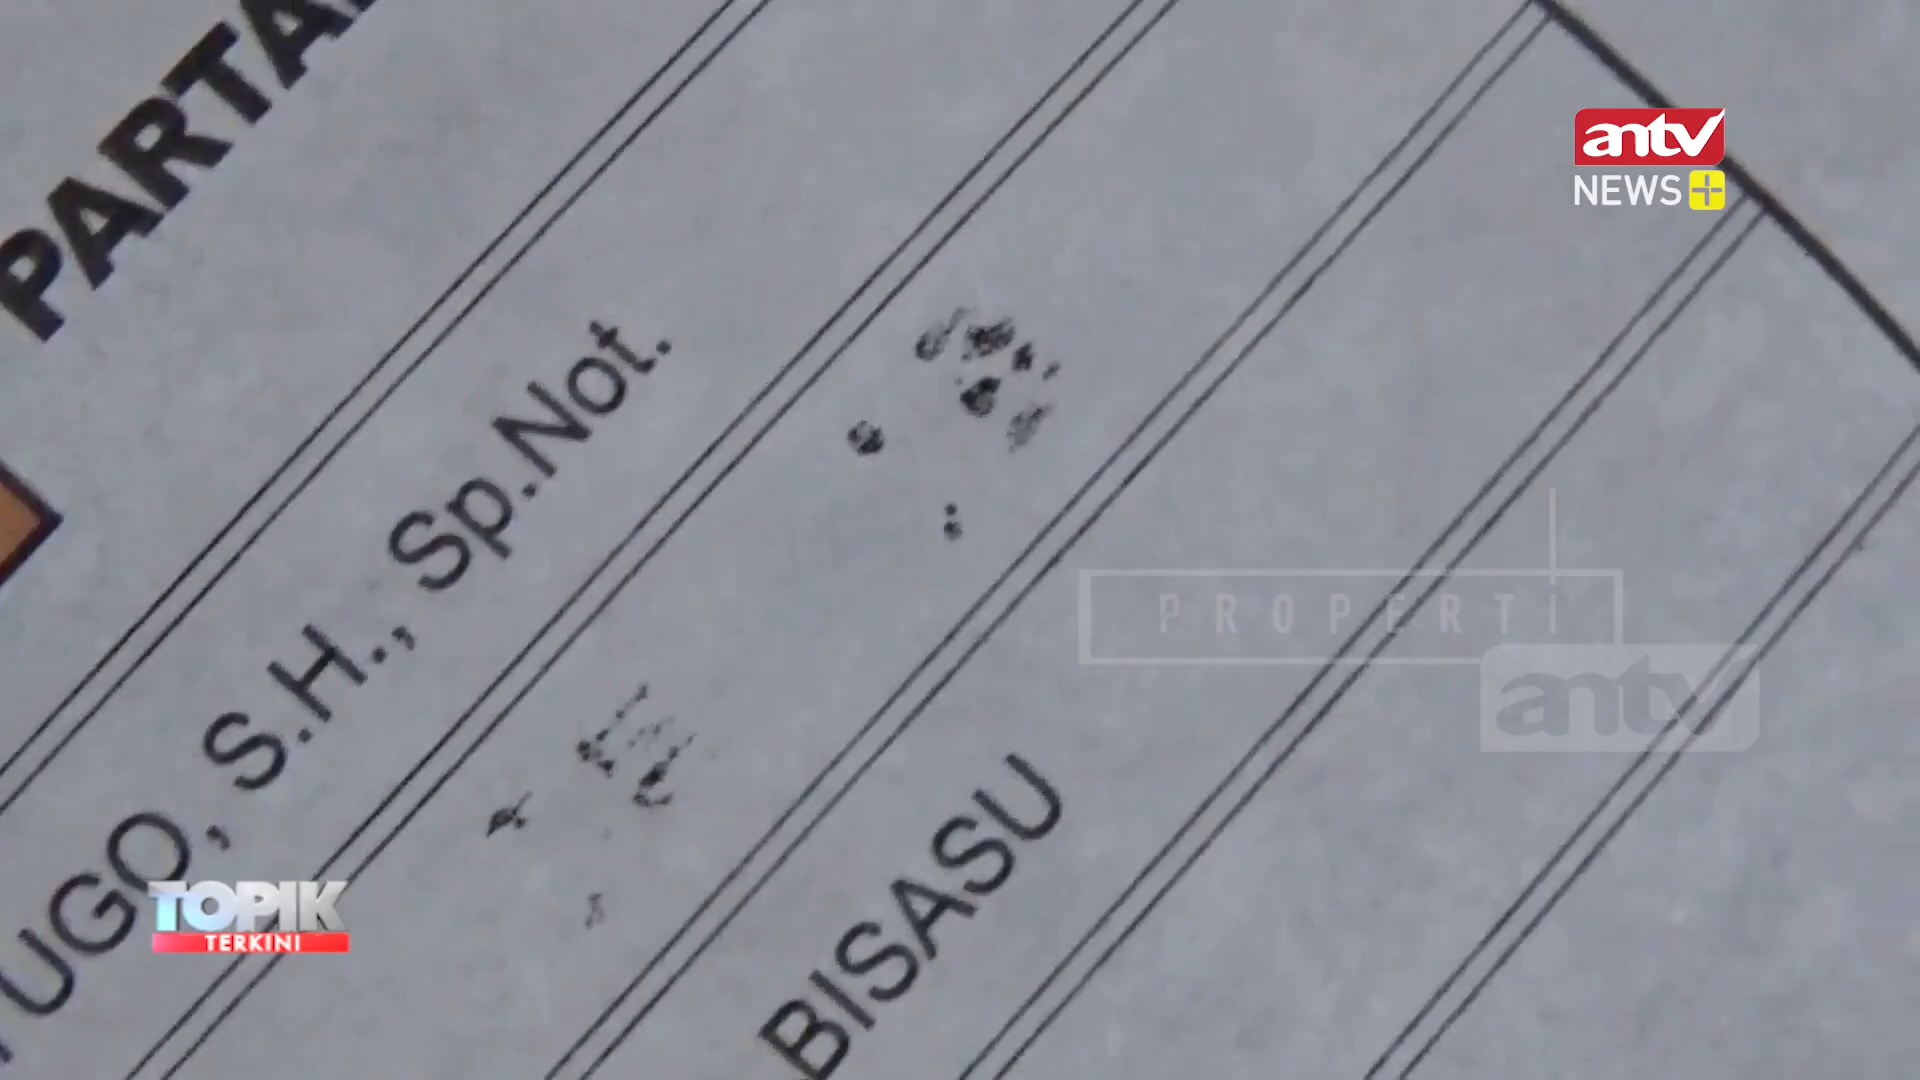 PARTA
antv
NEWS+
UGO, S.H., Sp.Not.
PROPERTi
antv
BISASU
TOPIK
TERKINI